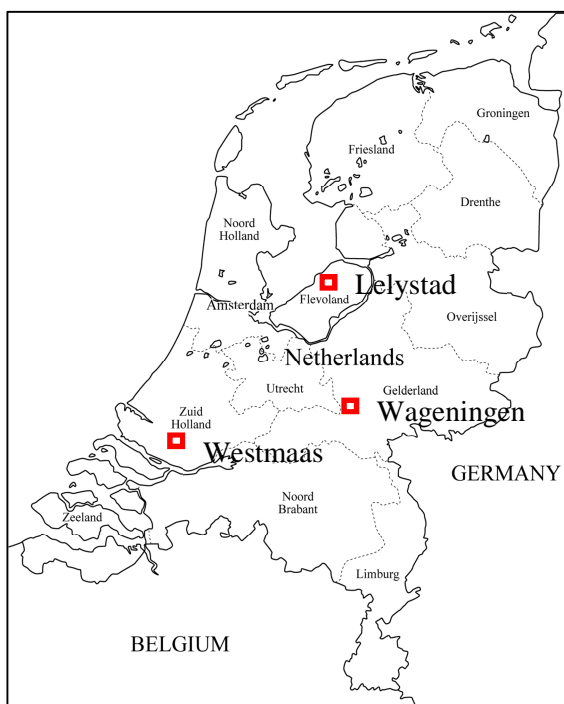 Groningen
Friesland
Drenthe
Noord
Holland
Lelystad
Flevoland
Amsterdam
Overijssel
Netherlands
Utrecht
Gelderland
Wageningen
Zuid
Holland
Westmaas
GERMANY
Noord
Brabant
Zeeland
Limburg
BELGIUM